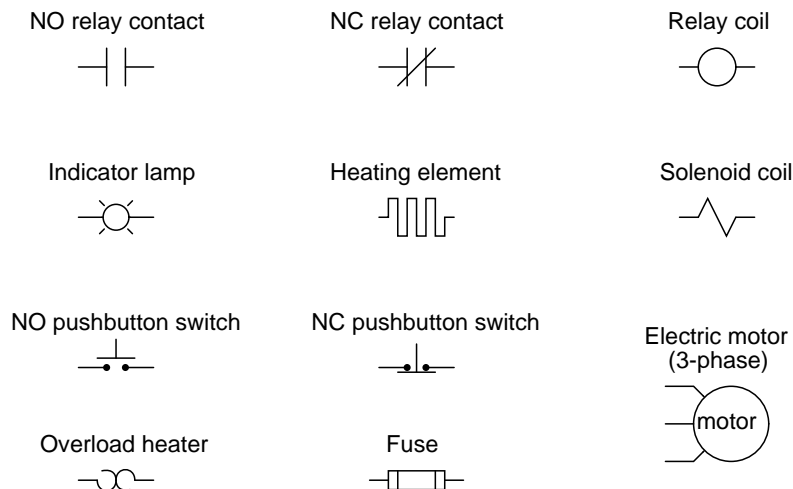 NO relay contact
NC relay contact
Relay coil
Indicator lamp
Heating element
Solenoid coil
NO pushbutton switch
NC pushbutton switch
Electric motor
(3-phase)
motor
Overload heater
Fuse